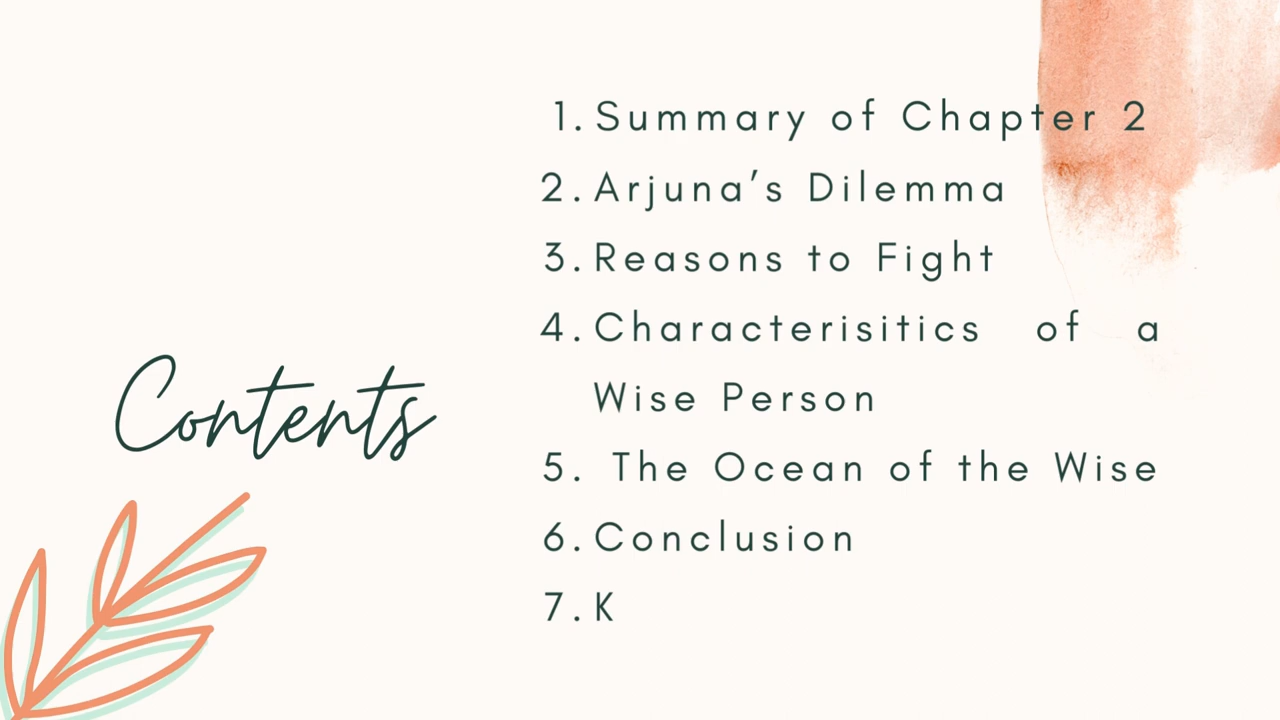 Contents
1. Summary of Chapter 2
2. Arjuna’s Dilemma
3. Reasons to Fight
4. Characterisitics of a
Wise Person
5. The Ocean of the Wise
6. Conclusion
7. K